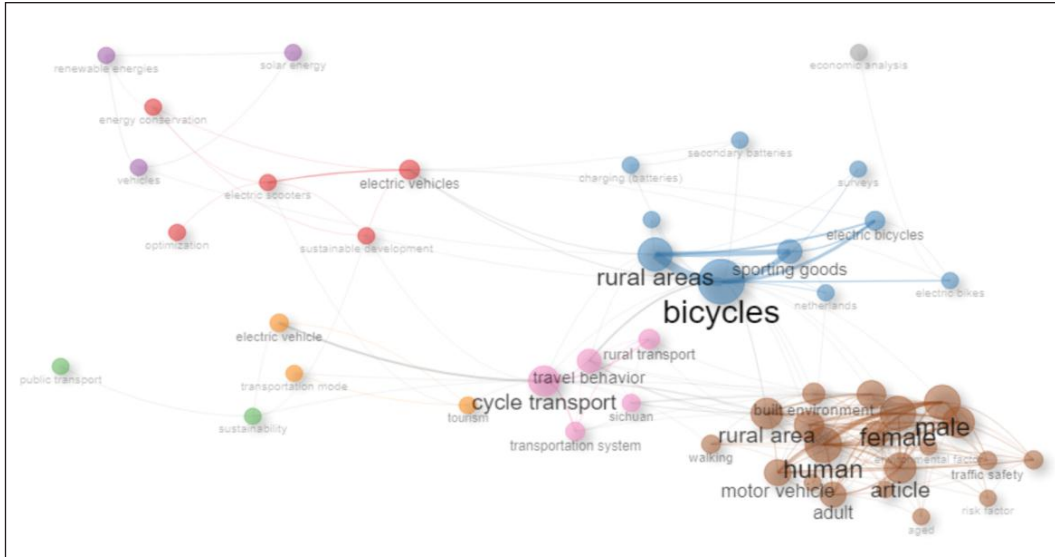 renewable energies
solar energy
economic analysis
energy conservation
secondary batteries
charging (batteries)
vehicles
electric scooters
electric vehicles
surveys
optimization
sustainable development
electric bicycles
rural areas
sporting goods
electric bikes
bicycles
netherlands
electric vehicle
rural transport
public transport
transportation mode
travel behavior
cycle transport
sichuan
tourism
sustainability
transportation system
built environment
male
rural area
female
walking
environmental factor
human
traffic safety
motor vehicle
article
adult
risk factor
aged